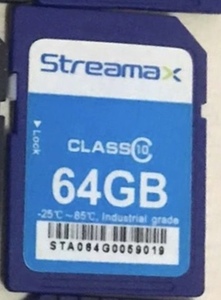 Streamax
Lock
CLASS 10
64GB
-25℃~85℃, Industrial grade
STA064G0059019